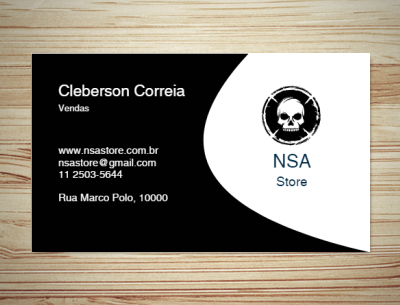 Cleberson Correia
Vendas
www.nsastore.com.br
nsastore@gmail.com
11 2503-5644
Rua Marco Polo, 10000
NSA
Store